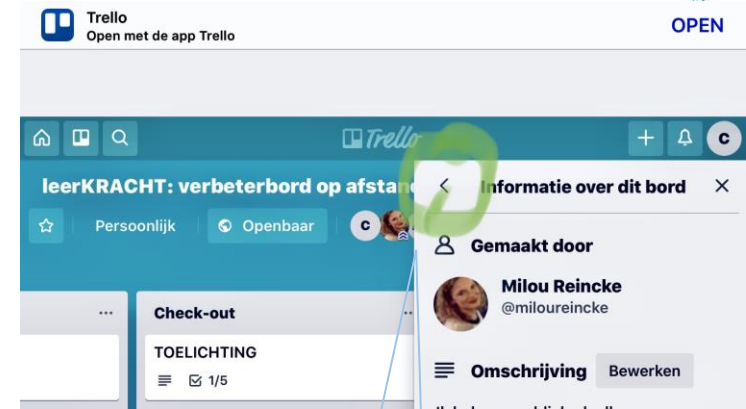 Trello
Open met de app Trello
OPEN
Trello
C
leerKRACHT: verbeterbord op afstan
Informatie over dit bord
Persoonlijk
Openbaar
C
Gemaakt door
Milou Reincke
@miloureincke
Check-out
TOELICHTING
1/5
Omschrijving
Bewerken